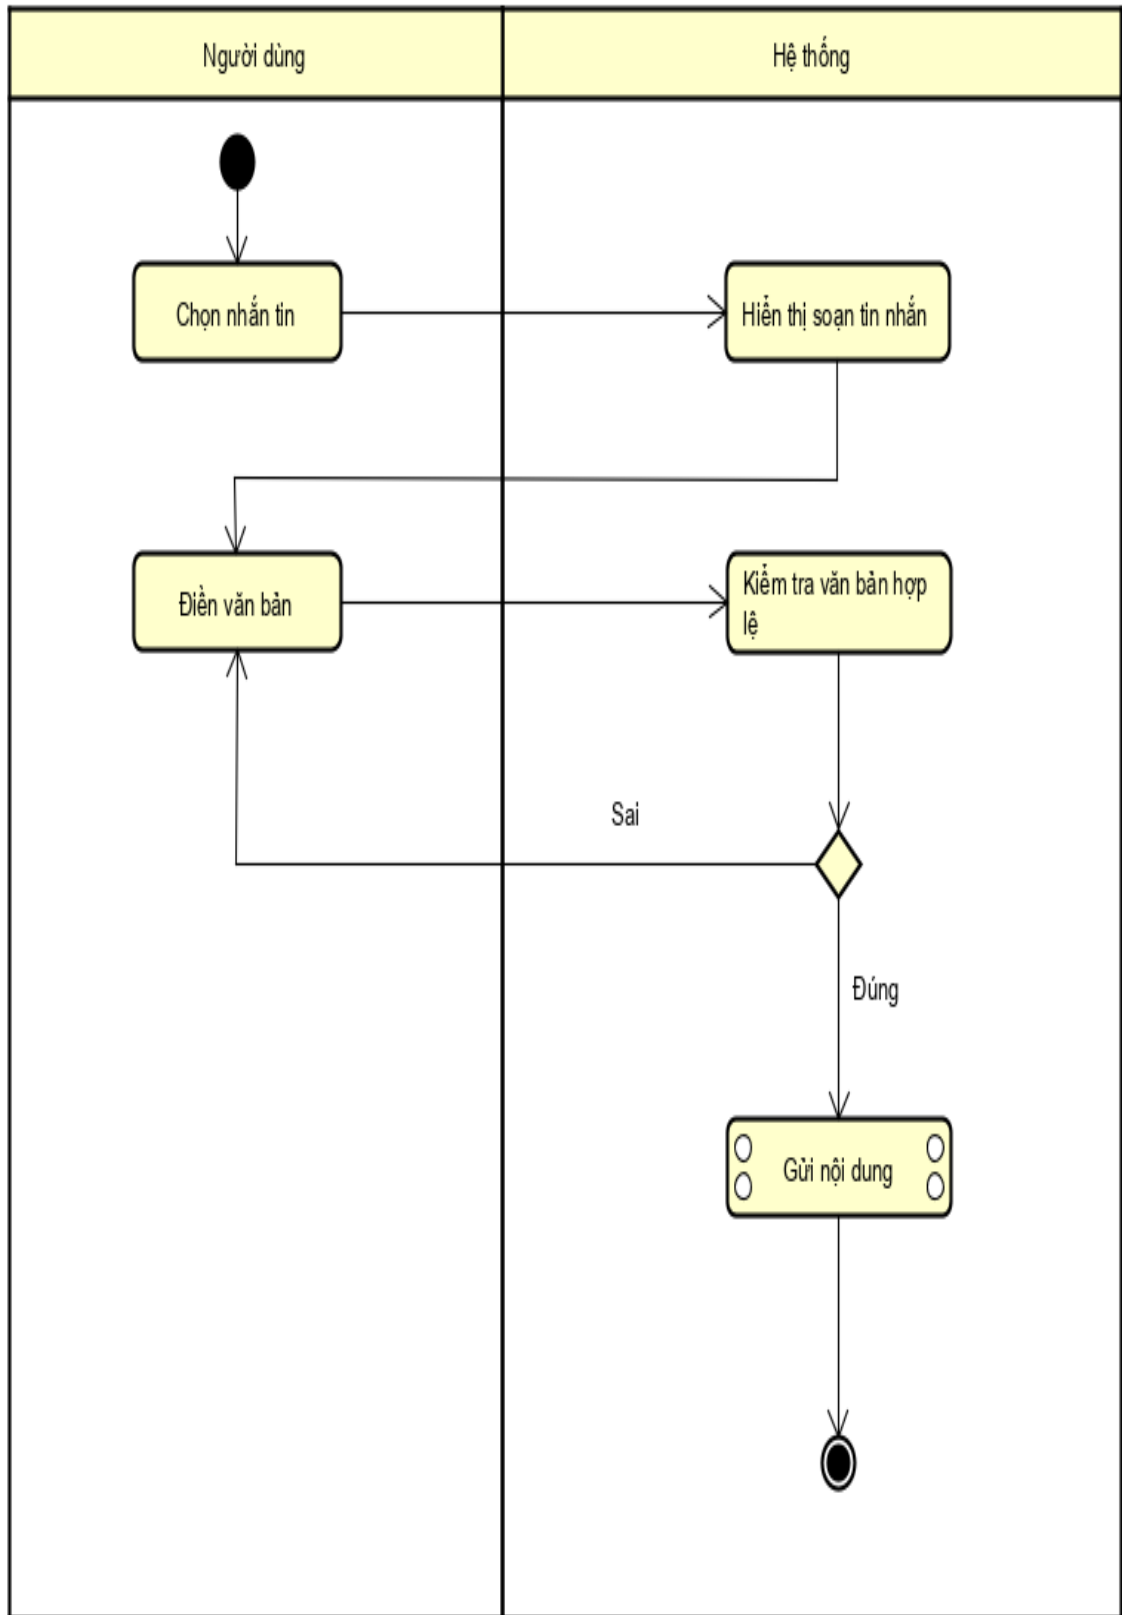 Người dùng
Hệ thống
Chọn nhắn tin
Hiển thị soạn tin nhắn
Điền văn bản
Kiểm tra văn bản hợp
lệ
Sai
Đúng
Gửi nội dung